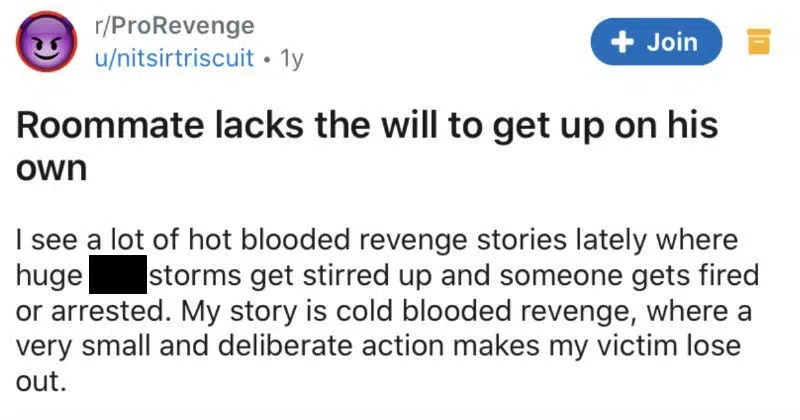 r/ProRevenge
u/nitsirtriscuit • 1y
+ Join
Roommate lacks the will to get up on his
own
I see a lot of hot blooded revenge stories lately where
huge storms get stirred up and someone gets fired
or arrested. My story is cold blooded revenge, where a
very small and deliberate action makes my victim lose
out.